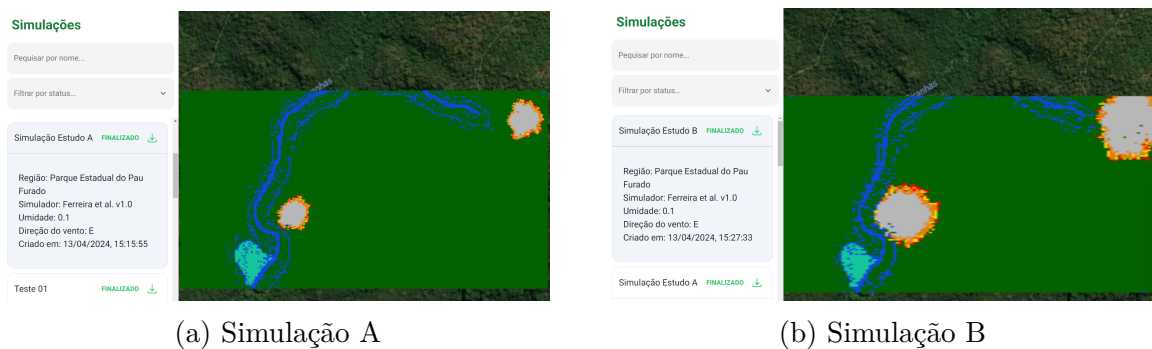 Simulações
Pequisar por nome...
Filtrar por status...
Simulação Estudo A FINALIZADO
Região: Parque Estadual do Pau
Furado
Simulador: Ferreira et al. v1.0
Umidade: 0.1
Direção do vento: E
Criado em: 13/04/2024, 15:15:55
Teste 01 FINALIZADO
(a) Simulação A
Simulações
Pequisar por nome...
Filtrar por status...
Simulação Estudo B FINALIZADO
Região: Parque Estadual do Pau
Furado
Simulador: Ferreira et al. v1.0
Umidade: 0.1
Direção do vento: E
Criado em: 13/04/2024, 15:27:33
Simulação Estudo A FINALIZADO
(b) Simulação B